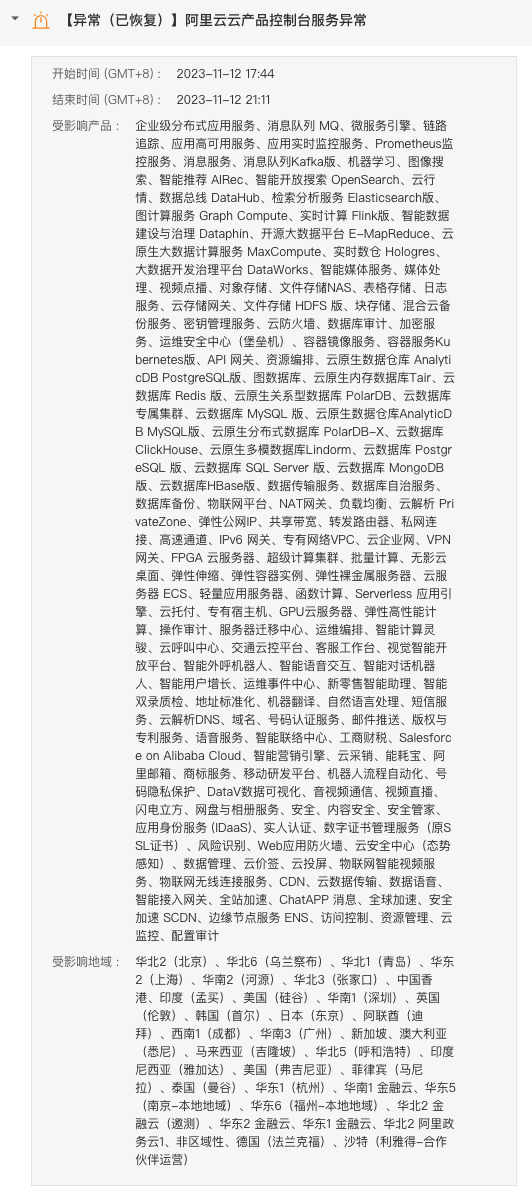 【异常（已恢复）】阿里云云产品控制台服务异常
开始时间 (GMT+8)： 2023-11-12 17:44
结束时间 (GMT+8)： 2023-11-12 21:11
受影响产品： 企业级分布式应用服务、消息队列 MQ、微服务引擎、链路
追踪、应用高可用服务、应用实时监控服务、Prometheus监
控服务、消息服务、消息队列Kafka版、机器学习、图像搜
索、智能推荐 AIRec、智能开放搜索 OpenSearch、云行
情、数据总线 DataHub、检索分析服务 Elasticsearch版、
图计算服务 Graph Compute、实时计算 Flink版、智能数据
建设与治理 Dataphin、开源大数据平台 E-MapReduce、云
原生大数据计算服务 MaxCompute、实时数仓 Hologres、
大数据开发治理平台 DataWorks、智能媒体服务、媒体处
理、视频点播、对象存储、文件存储NAS、表格存储、日志
服务、云存储网关、文件存储 HDFS 版、块存储、混合云备
份服务、密钥管理服务、云防火墙、数据库审计、加密服
务、运维安全中心（堡垒机）、容器镜像服务、容器服务Ku
bernetes版、API 网关、资源编排、云原生数据仓库 Analyti
cDB PostgreSQL版、图数据库、云原生内存数据库Tair、云
数据库 Redis 版、云原生关系型数据库 PolarDB、云数据库
专属集群、云数据库 MySQL 版、云原生数据仓库AnalyticD
B MySQL版、云原生分布式数据库 PolarDB-X、云数据库
ClickHouse、云原生多模数据库Lindorm、云数据库 Postgr
eSQL 版、云数据库 SQL Server 版、云数据库 MongoDB
版、云数据库HBase版、数据传输服务、数据库自治服务、
数据库备份、物联网平台、NAT网关、负载均衡、云解析 Pri
vateZone、弹性公网IP、共享带宽、转发路由器、私网连
接、高速通道、IPv6 网关、专有网络VPC、云企业网、VPN
网关、FPGA 云服务器、超级计算集群、批量计算、无影云
桌面、弹性伸缩、弹性容器实例、弹性裸金属服务器、云服
务器 ECS、轻量应用服务器、函数计算、Serverless 应用引
擎、云托付、专有宿主机、GPU云服务器、弹性高性能计
算、操作审计、服务器迁移中心、运维编排、智能计算灵
骏、云呼叫中心、交通云控平台、客服工作台、视觉智能开
放平台、智能外呼机器人、智能语音交互、智能对话机器
人、智能用户增长、运维事件中心、新零售智能助理、智能
双录质检、地址标准化、机器翻译、自然语言处理、短信服
务、云解析DNS、域名、号码认证服务、邮件推送、版权与
专利服务、语音服务、智能联络中心、工商财税、Salesforc
e on Alibaba Cloud、智能营销引擎、云采销、能耗宝、阿
里邮箱、商标服务、移动研发平台、机器人流程自动化、号
码隐私保护、DataV数据可视化、音视频通信、视频直播、
闪电立方、网盘与相册服务、安全、内容安全、安全管家、
应用身份服务 (IDaaS)、实人认证、数字证书管理服务（原S
SL证书）、风险识别、Web应用防火墙、云安全中心（态势
感知）、数据管理、云价签、云投屏、物联网智能视频服
务、物联网无线连接服务、CDN、云数据传输、数据语音、
智能接入网关、全站加速、ChatAPP 消息、全球加速、安全
加速 SCDN、边缘节点服务 ENS、访问控制、资源管理、云
监控、配置审计
受影响地域： 华北2（北京）、华北6（乌兰察布）、华北1（青岛）、华东
2（上海）、华南2（河源）、华北3（张家口）、中国香
港、印度（孟买）、美国（硅谷）、华南1（深圳）、英国
（伦敦）、韩国（首尔）、日本（东京）、阿联酋（迪
拜）、西南1（成都）、华南3（广州）、新加坡、澳大利亚
（悉尼）、马来西亚（吉隆坡）、华北5（呼和浩特）、印度
尼西亚（雅加达）、美国（弗吉尼亚）、菲律宾（马尼
拉）、泰国（曼谷）、华东1（杭州）、华南1 金融云、华东5
（南京-本地地域）、华东6（福州-本地地域）、华北2 金
融云（邀测）、华东2 金融云、华东1 金融云、华北2 阿里政
务云1、非区域性、德国（法兰克福）、沙特（利雅得-合作
伙伴运营）